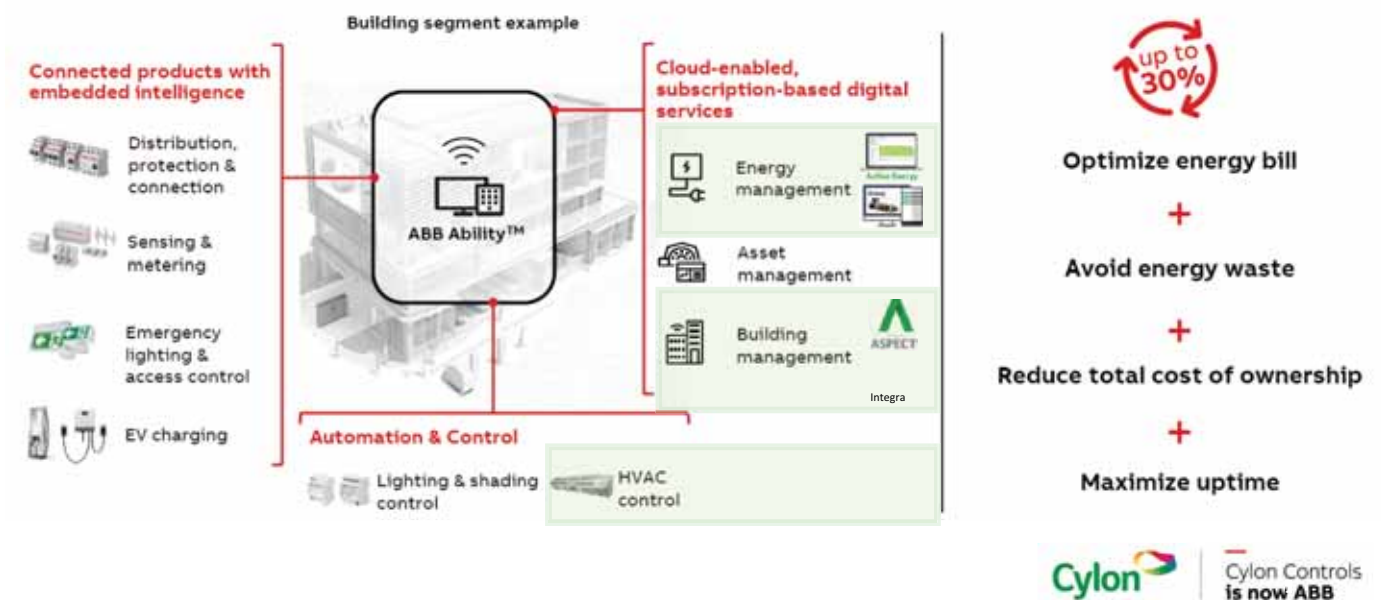 Building segment example
Connected products with
embedded intelligence
Distribution,
protection &
connection
Sensing &
metering
Emergency
lighting &
access control
EV charging
ABB Ability™
Cloud-enabled,
subscription-based digital
services
Energy
management
Active Energy
Asset
management
Building
management
ASPECT
Integra
Automation & Control
Lighting & shading
control
HVAC
control
up to
30%
Optimize energy bill
+
Avoid energy waste
+
Reduce total cost of ownership
+
Maximize uptime
Cylon
Cylon Controls
is now ABB